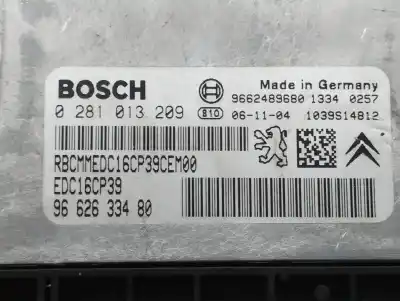 BOSCH
Made in Germany
9662489680 1334 0257
0 281 013 209 B10 06-11-04 1039S14812
RBCMMEDC16CP39CEM00
EDC16CP39
96 626 334 80